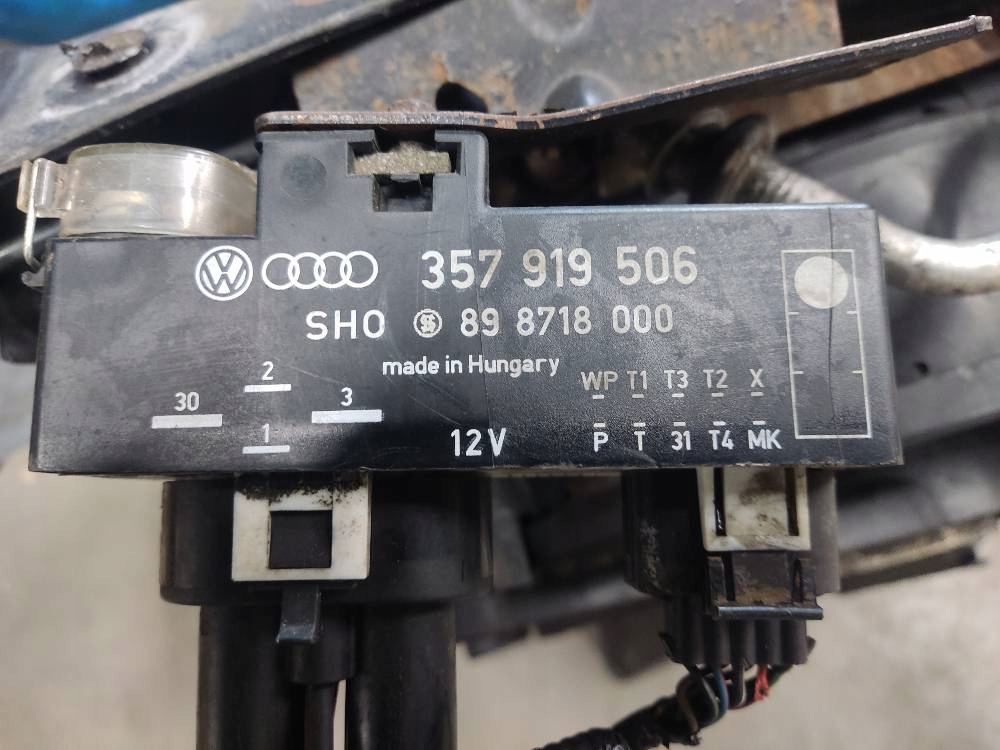 357 919 506
SHO 89 8718 000
made in Hungary
WP T1 T3 T2 X
2
30
3
1
12V
P T 31 T4 MK